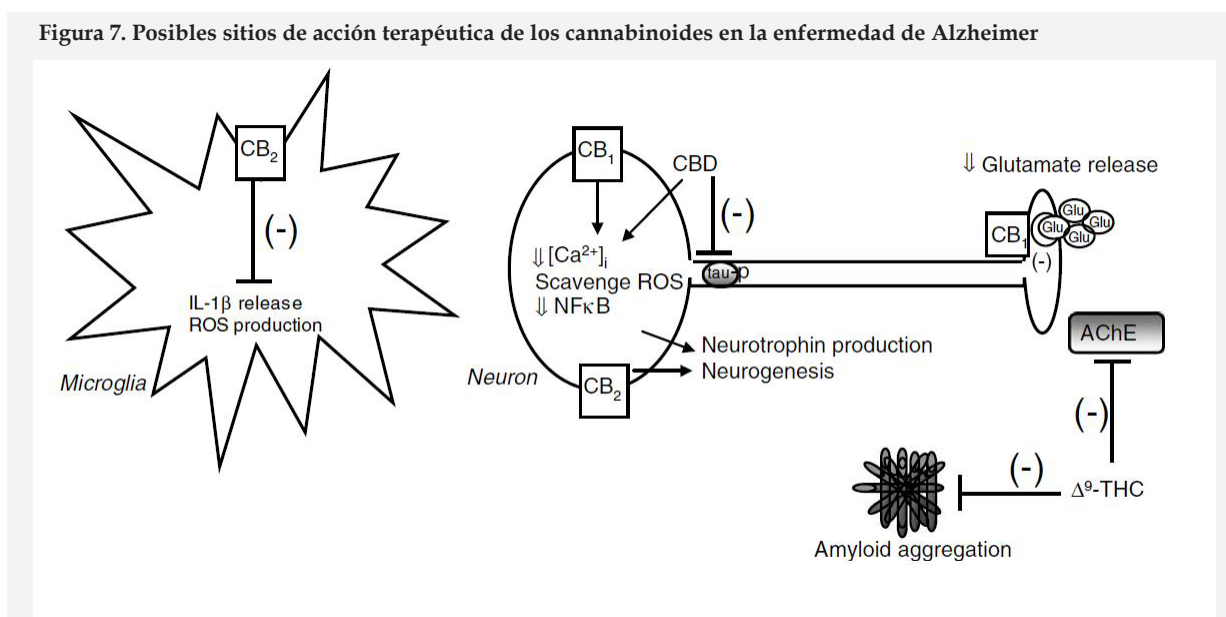 Figura 7. Posibles sitios de acción terapéutica de los cannabinoides en la enfermedad de Alzheimer
CB₂
(-)
IL-1β release
ROS production
Microglia
CB₁
CBD
(-)
⇓[Ca²⁺]ᵢ
Scavenge ROS
⇓ NFκB
tau-p
Neurotrophin production
Neurogenesis
Neuron
CB₂
⇓ Glutamate release
CB₁
Glu
Glu
Glu
Glu
(-)
AChE
(-)
(-)
Δ⁹-THC
Amyloid aggregation